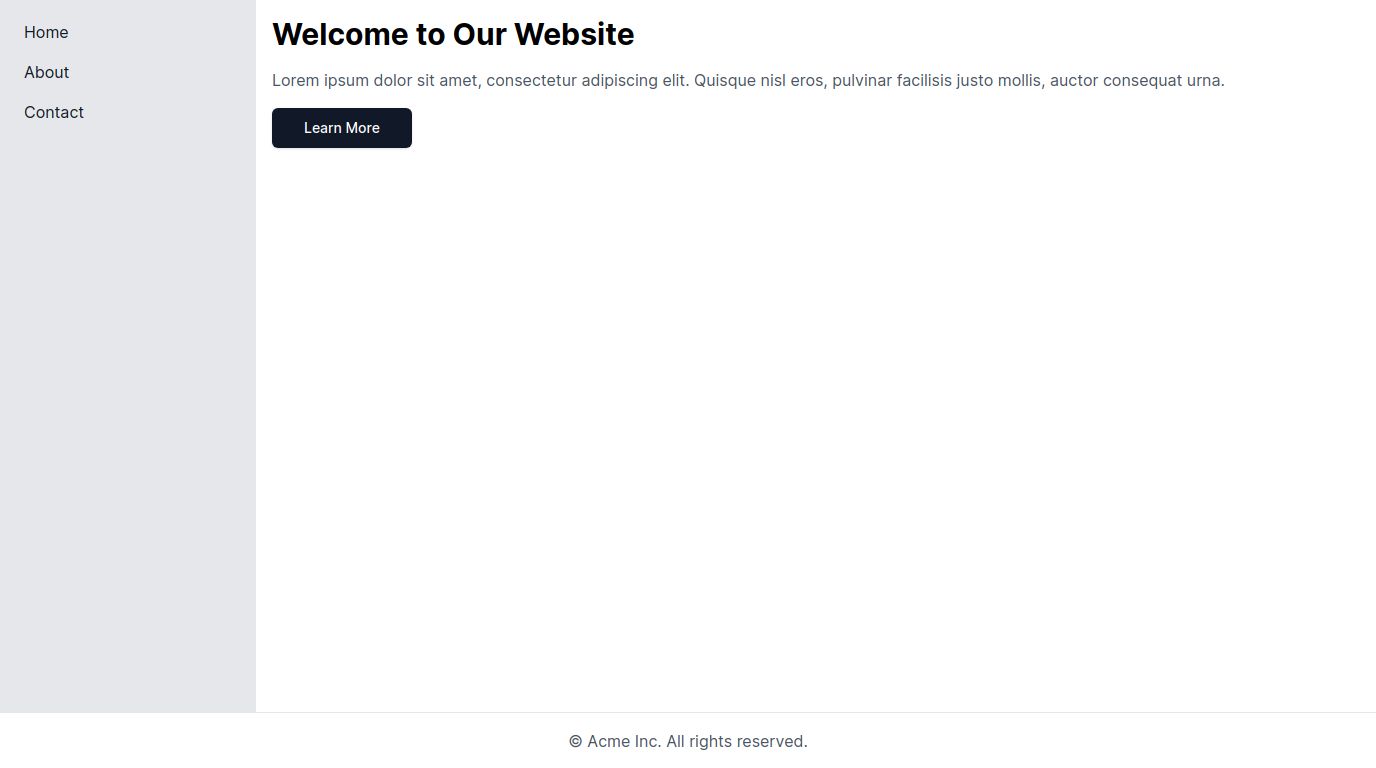 Home
About
Contact
Welcome to Our Website
Lorem ipsum dolor sit amet, consectetur adipiscing elit. Quisque nisl eros, pulvinar facilisis justo mollis, auctor consequat urna.
Learn More
© Acme Inc. All rights reserved.